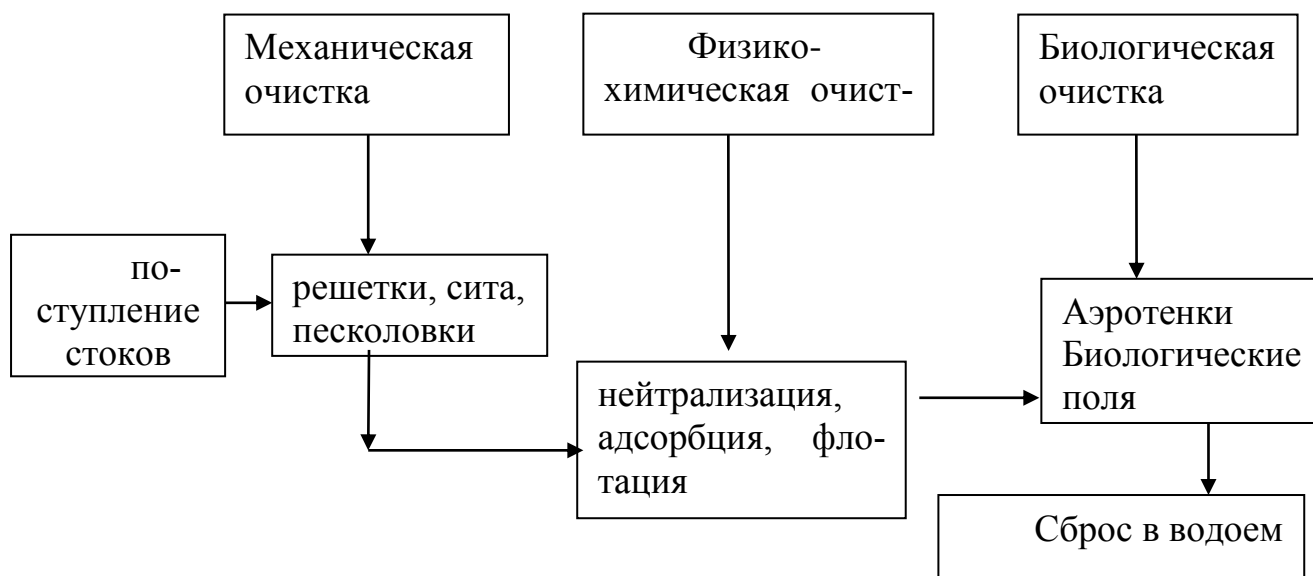 Механическая
очистка
Физико-
химическая очист-
Биологическая
очистка
по-
ступление
стоков
решетки, сита,
песколовки
нейтрализация,
адсорбция, фло-
тация
Аэротенки
Биологические
поля
Сброс в водоем